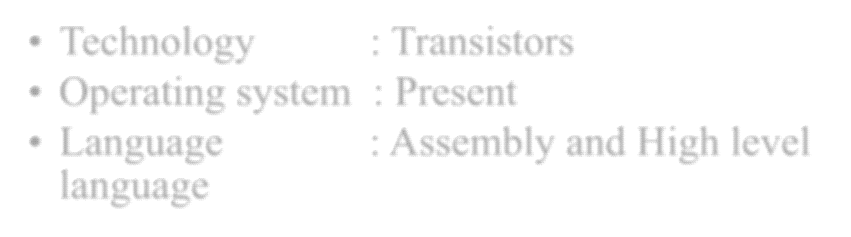 • Technology : Transistors
• Operating system : Present
• Language : Assembly and High level
language